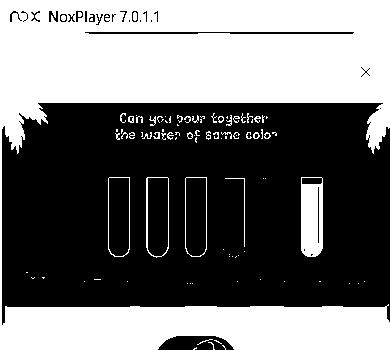 nox NoxPlayer 7.0.1.1
Can you pour together
the water of same color